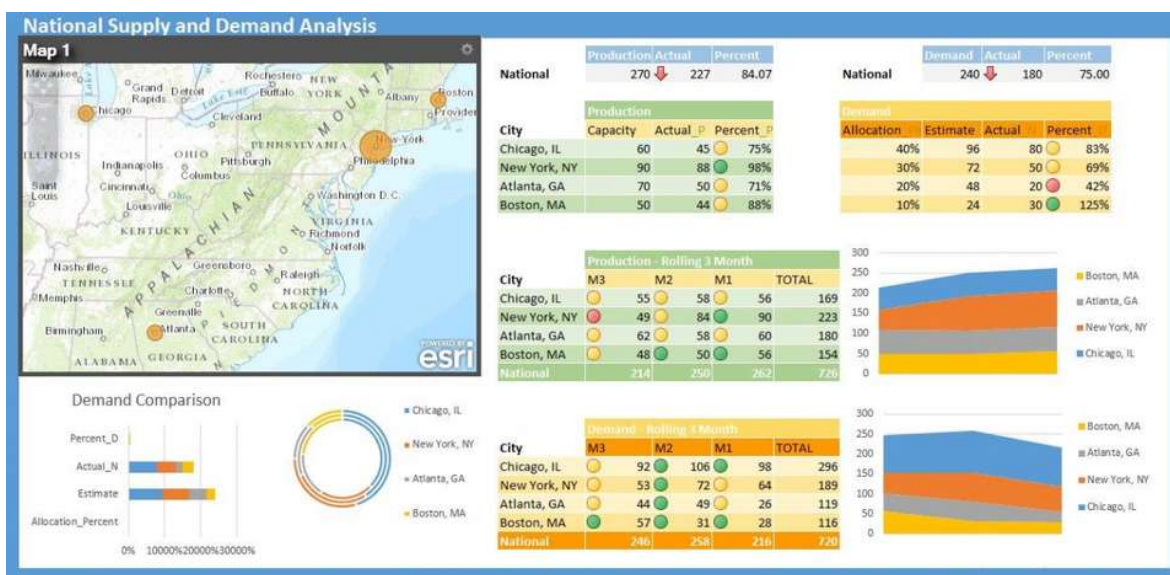 National Supply and Demand Analysis
Map 1
Milwaukee
Grand Rapids
Detroit
Rochester
NEW YORK
Buffalo
Albany
Boston
Chicago
Cleveland
New York
PENNSYLVANIA
Philadelphia
ILLINOIS
Indianapolis
OHIO
Pittsburgh
Columbus
Saint Louis
Cincinnati
Ohio
Louisville
Washington D.C.
KENTUCKY
VIRGINIA
Richmond
Norfolk
APPALACHIAN MOUNTA
PIEDMON
Nashville
Greensboro
Raleigh
TENNESSEE
Memphis
Charlotte
NORTH CAROLINA
Greenville
Birmingham
Atlanta
SOUTH CAROLINA
ALABAMA
GEORGIA
POWERED BY
esri
Production Actual Percent
National 270 227 84.07
Demand Actual Percent
National 240 180 75.00
Production
City Capacity Actual_P Percent_P
Chicago, IL 60 45 75%
New York, NY 90 88 98%
Atlanta, GA 70 50 71%
Boston, MA 50 44 88%
Demand
Allocation Estimate Actual Percent
40% 96 80 83%
30% 72 50 69%
20% 48 20 42%
10% 24 30 125%
Production - Rolling 3 Month
City M3 M2 M1 TOTAL
Chicago, IL 55 58 56 169
New York, NY 49 84 90 223
Atlanta, GA 62 58 60 180
Boston, MA 48 50 56 154
National 214 250 262 726
300
250
200
150
100
50
0
Boston, MA
Atlanta, GA
New York, NY
Chicago, IL
Demand Comparison
Percent_D
Actual_N
Estimate
Allocation_Percent
0% 10000%20000%30000%
Chicago, IL
New York, NY
Atlanta, GA
Boston, MA
Demand - Rolling 3 Month
City M3 M2 M1 TOTAL
Chicago, IL 92 106 98 296
New York, NY 53 72 64 189
Atlanta, GA 44 49 26 119
Boston, MA 57 31 28 116
National 246 258 216 720
300
250
200
150
100
50
0
Boston, MA
Atlanta, GA
New York, NY
Chicago, IL